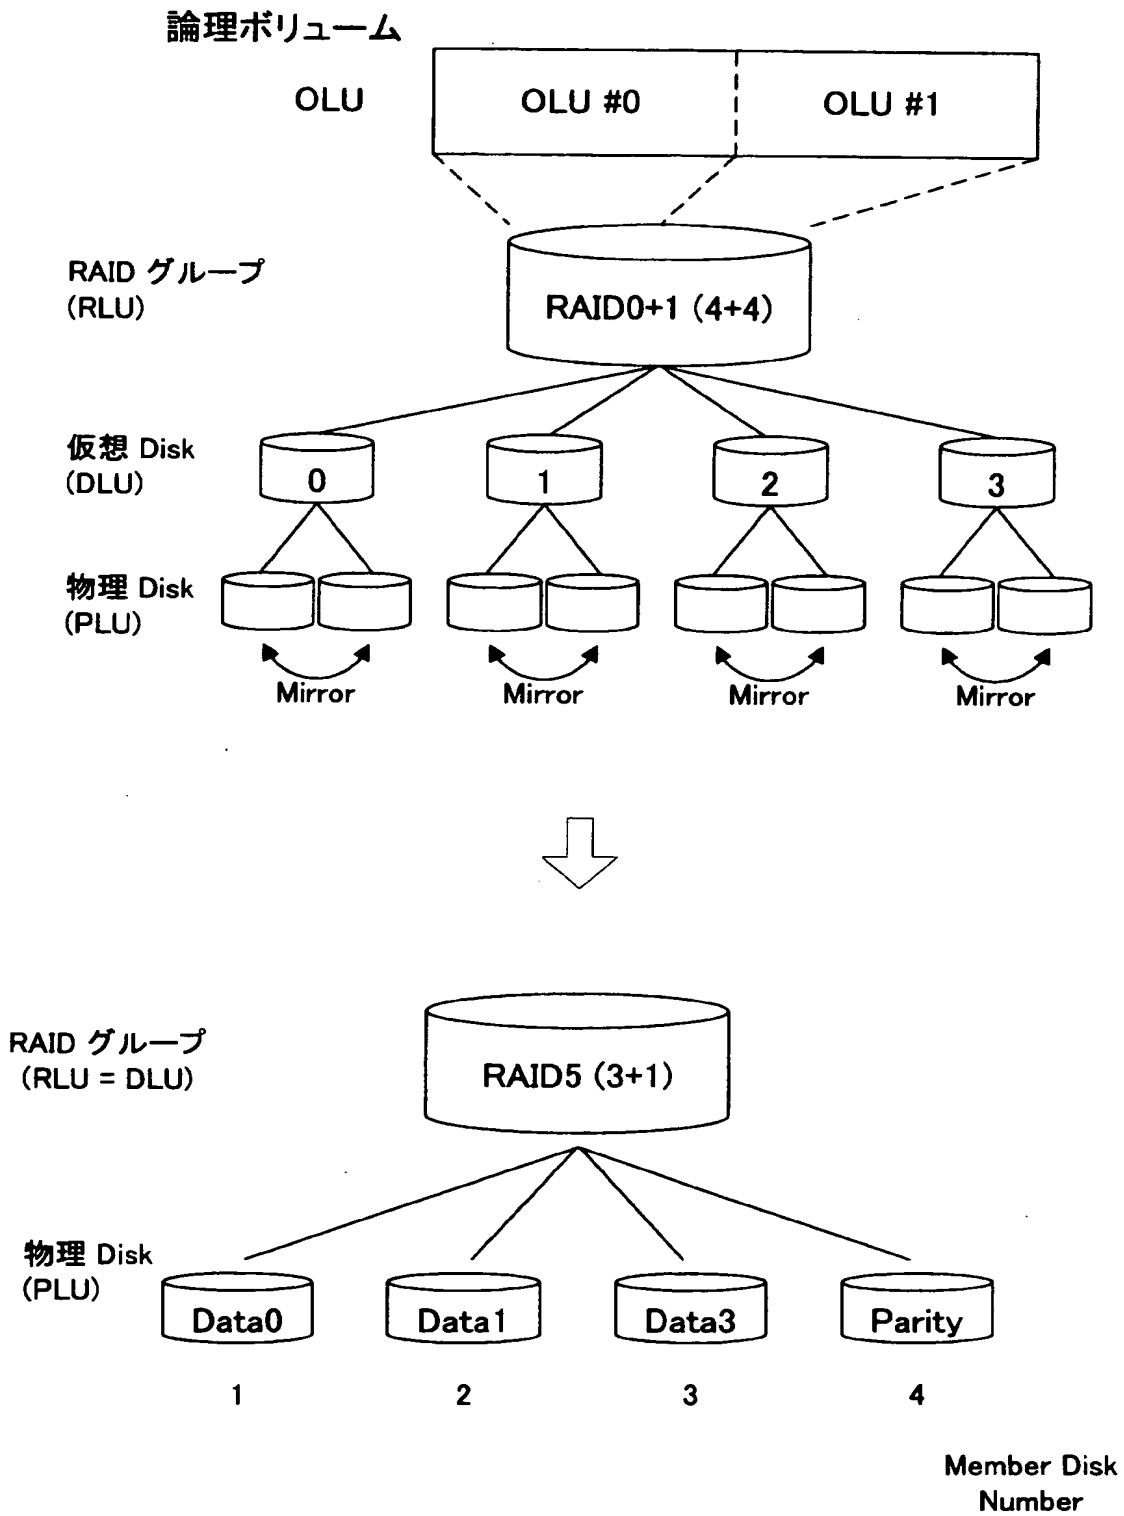 論理ボリューム
OLU
OLU #0
OLU #1
RAID グループ
(RLU)
RAID0+1 (4+4)
仮想 Disk
(DLU)
0
1
2
3
物理 Disk
(PLU)
Mirror
Mirror
Mirror
Mirror
RAID グループ
(RLU = DLU)
RAID5 (3+1)
物理 Disk
(PLU)
Data0
Data1
Data3
Parity
1
2
3
4
Member Disk
Number